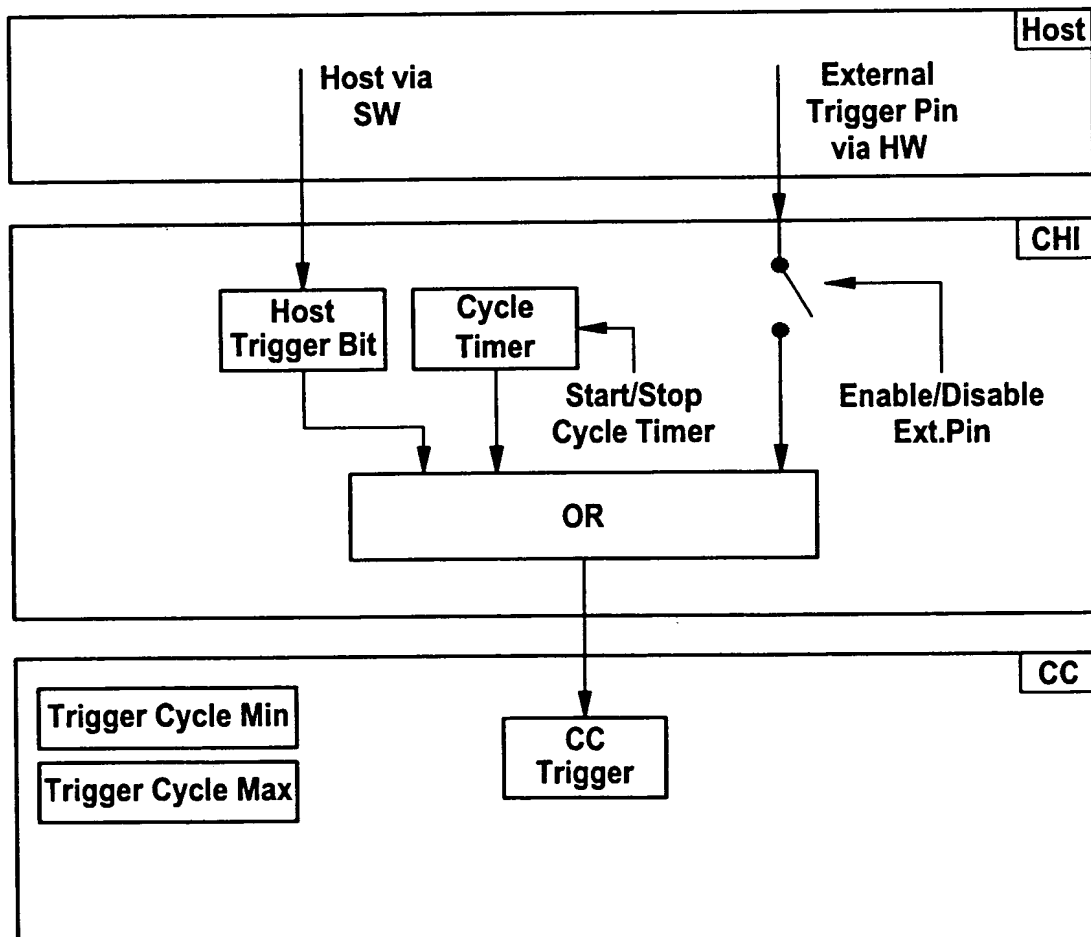 Host
Host via
SW
External
Trigger Pin
via HW
CHI
Host
Trigger Bit
Cycle
Timer
Start/Stop
Cycle Timer
Enable/Disable
Ext.Pin
OR
CC
Trigger Cycle Min
Trigger Cycle Max
CC
Trigger